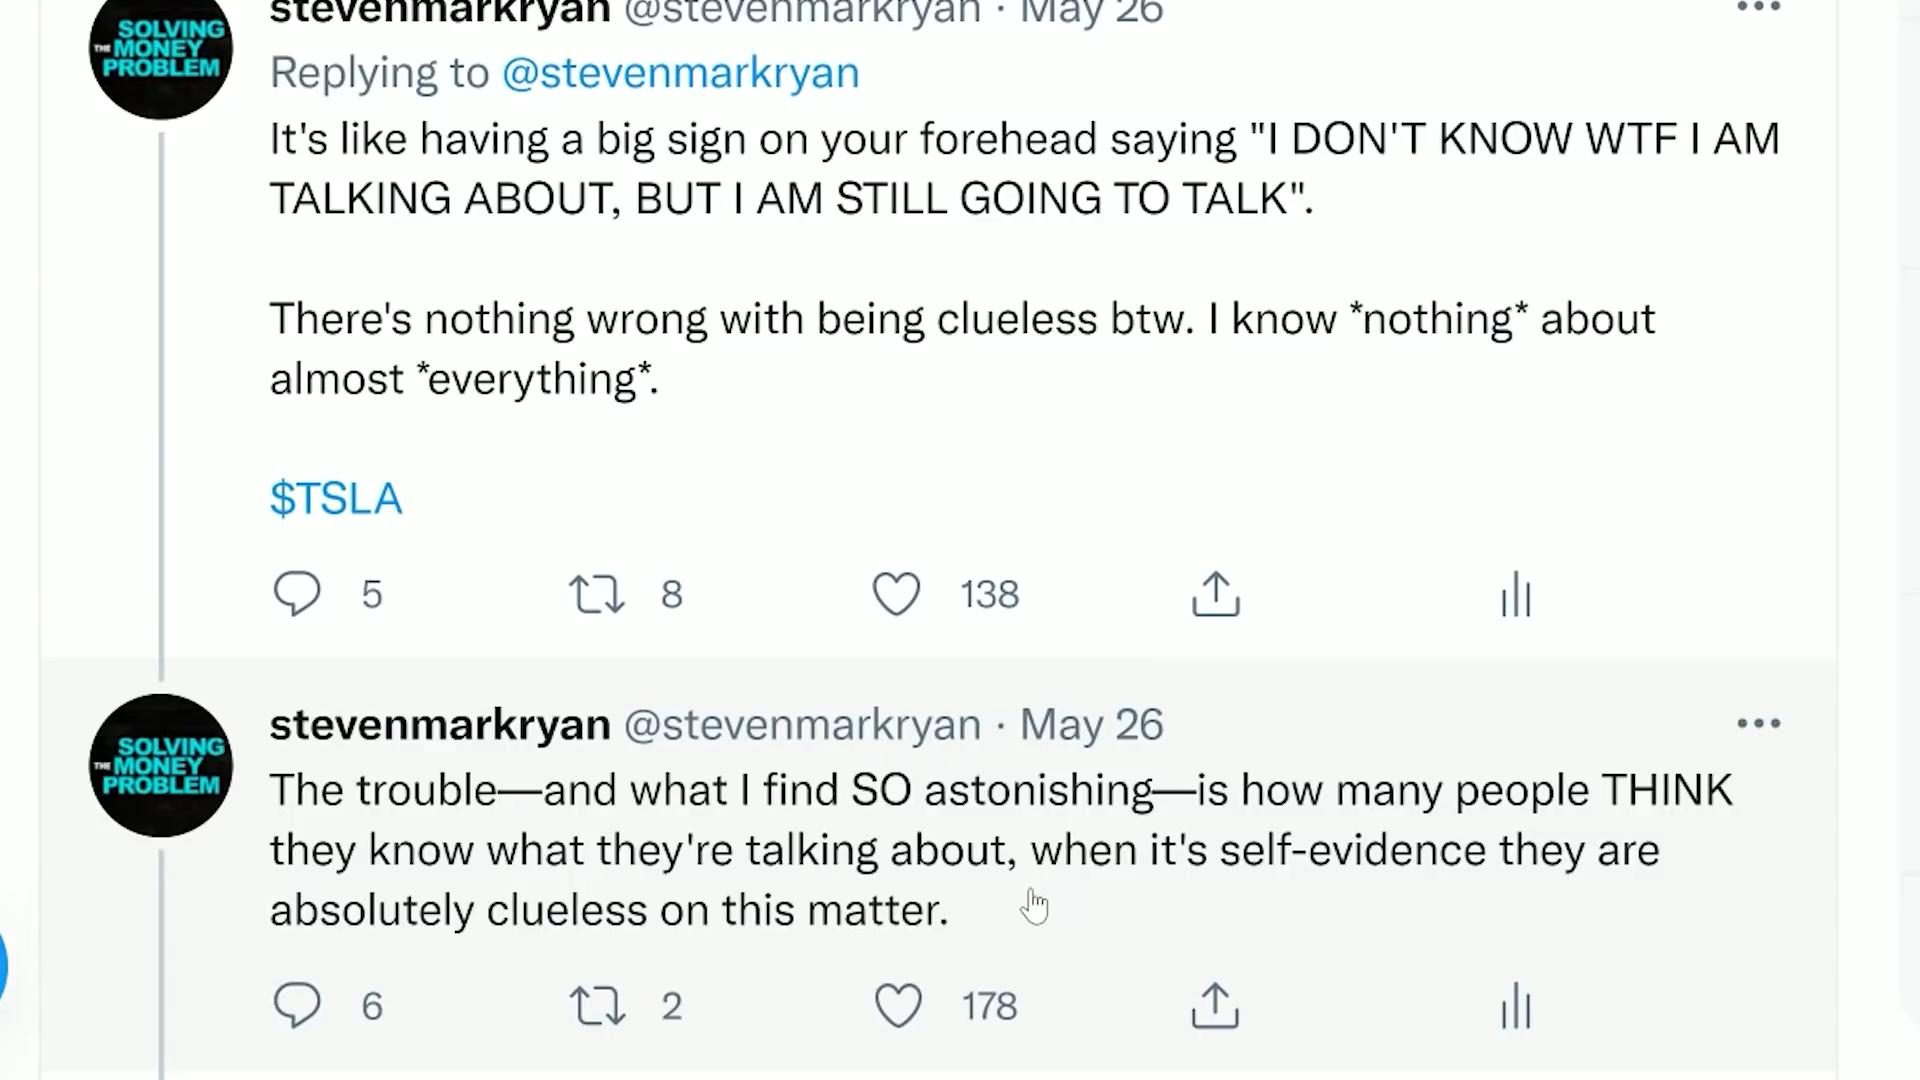 stevenmarkryan @stevenmarkryan · May 26
SOLVING
THE MONEY
PROBLEM
Replying to @stevenmarkryan
It's like having a big sign on your forehead saying "I DON'T KNOW WTF I AM
TALKING ABOUT, BUT I AM STILL GOING TO TALK".
There's nothing wrong with being clueless btw. I know *nothing* about
almost *everything*.
$TSLA
5 8 138
stevenmarkryan @stevenmarkryan · May 26
SOLVING
THE MONEY
PROBLEM
The trouble—and what I find SO astonishing—is how many people THINK
they know what they're talking about, when it's self-evidence they are
absolutely clueless on this matter.
6 2 178